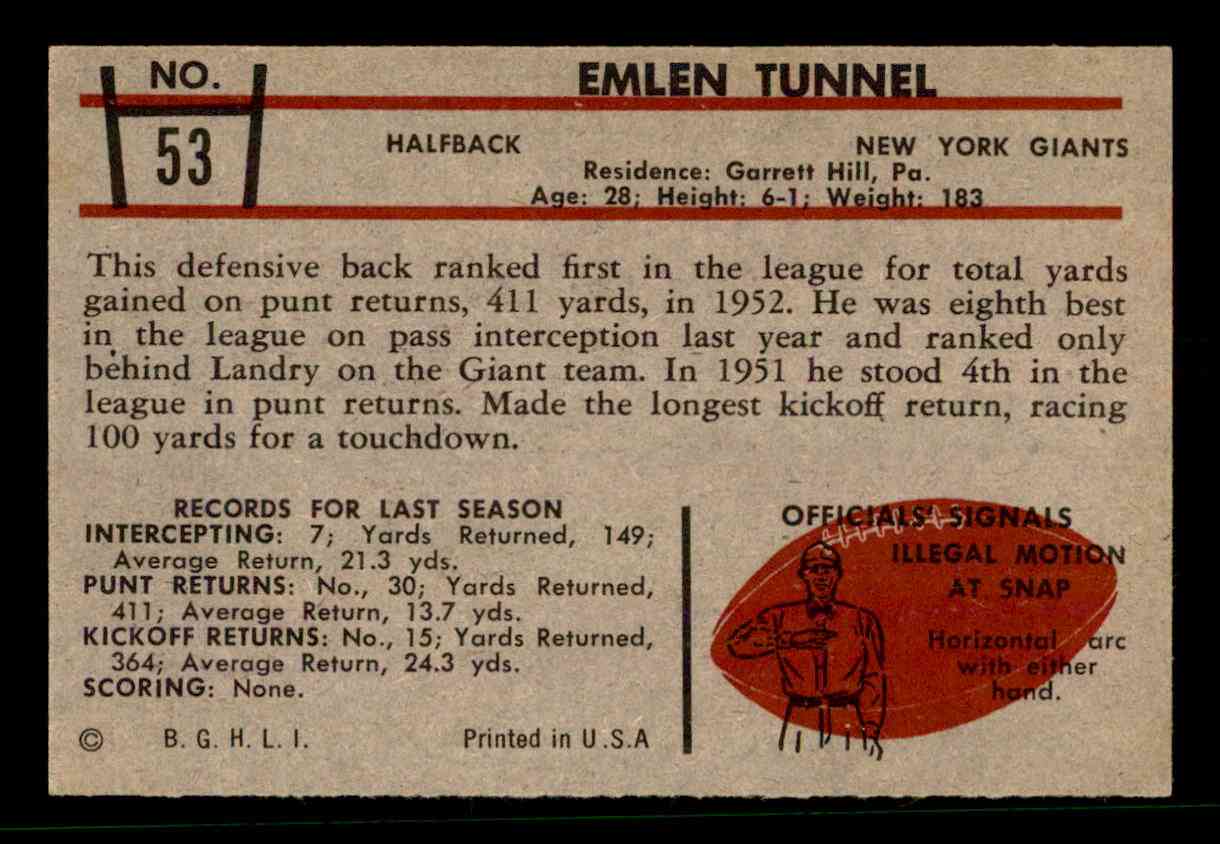 NO.
53
EMLEN TUNNEL
HALFBACK
NEW YORK GIANTS
Residence: Garrett Hill, Pa.
Age: 28; Height: 6-1; Weight: 183
This defensive back ranked first in the league for total yards
gained on punt returns, 411 yards, in 1952. He was eighth best
in the league on pass interception last year and ranked only
behind Landry on the Giant team. In 1951 he stood 4th in the
league in punt returns. Made the longest kickoff return, racing
100 yards for a touchdown.
RECORDS FOR LAST SEASON
INTERCEPTING: 7; Yards Returned, 149;
Average Return, 21.3 yds.
PUNT RETURNS: No., 30; Yards Returned,
411; Average Return, 13.7 yds.
KICKOFF RETURNS: No., 15; Yards Returned,
364; Average Return, 24.3 yds.
SCORING: None.
© B. G. H. L. I. Printed in U.S.A
OFFICIALS' SIGNALS
ILLEGAL MOTION
AT SNAP
Horizontal arc
with either
hand.